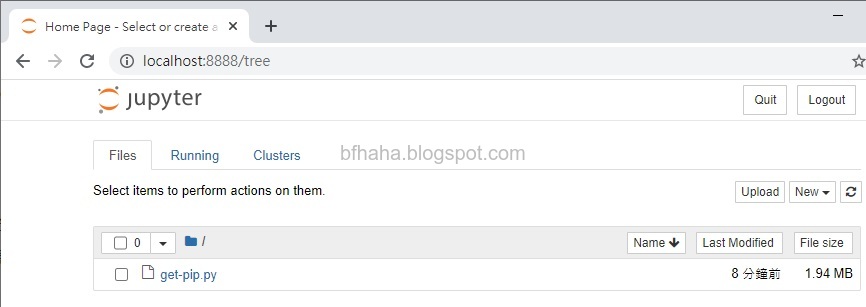 Home Page - Select or create a
localhost:8888/tree
jupyter
Quit
Logout
Files
Running
Clusters
bfhaha.blogspot.com
Select items to perform actions on them.
Upload
New
0
/
Name
Last Modified
File size
get-pip.py
8 分鐘前
1.94 MB